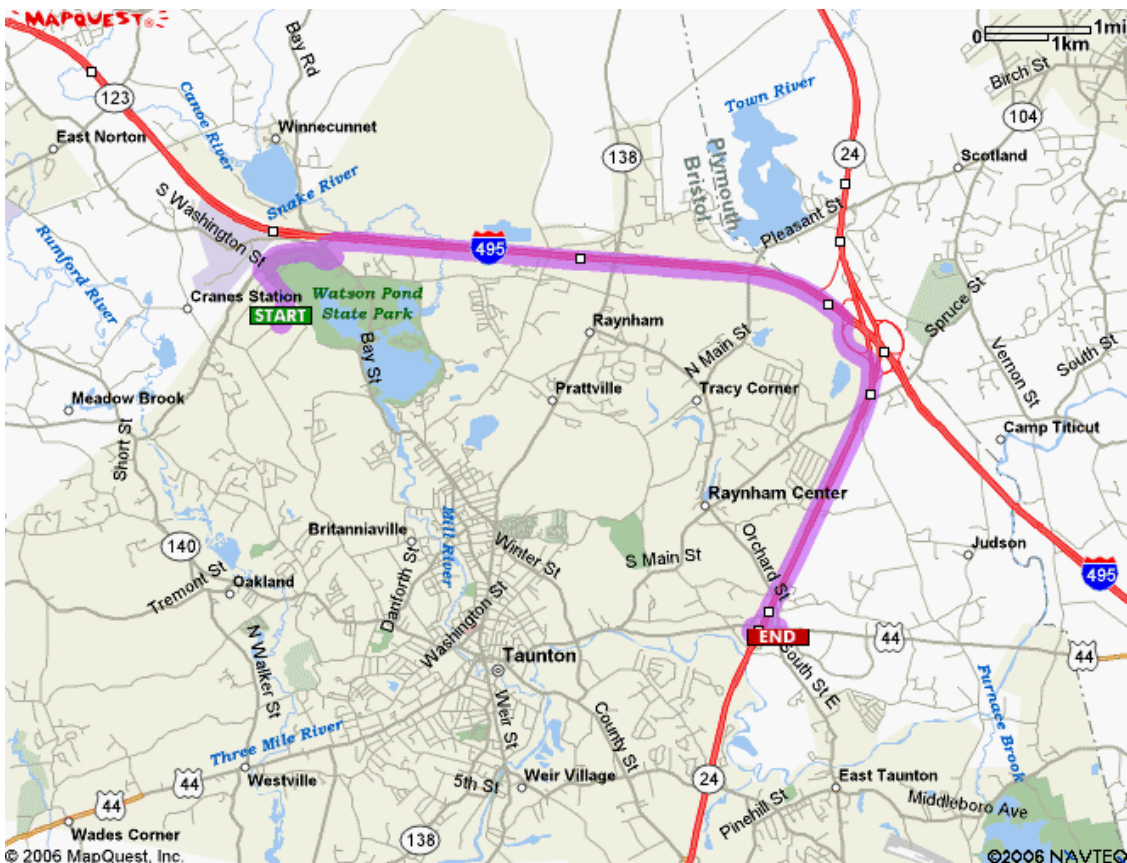 MAPQUEST®
123
Bay Rd
138
24
0
1mi
1km
Birch St
104
Canoe River
Town River
East Norton
Winnecunnet
Scotland
Plymouth
Bristol
Snake River
S Washington St
Pleasant St
Rumford River
495
Cranes Station
START
Watson Pond
State Park
Spruce St
Raynham
Bay St
N Main St
Vernon St
South St
Prattville
Tracy Corner
Meadow Brook
Short St
Camp Titicut
Raynham Center
Mill River
Britanniaville
Winter St
Orchard St
140
S Main St
Judson
495
Tremont St
Oakland
Danforth St
Washington St
END
44
44
N Walker St
Taunton
South St E
Furnace Brook
Weir St
County St
Three Mile River
Westville
5th St
Weir Village
24
East Taunton
44
44
Pinehill St
Middleboro Ave
Wades Corner
138
© 2006 MapQuest, Inc.
©2006 NAVTEQ